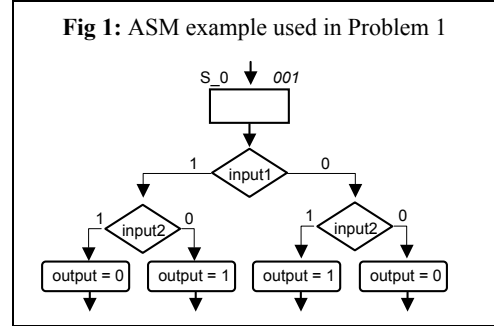 Fig 1: ASM example used in Problem 1
S_0 001
1 input1 0
1 input2 0 1 input2 0
output = 0 output = 1 output = 1 output = 0